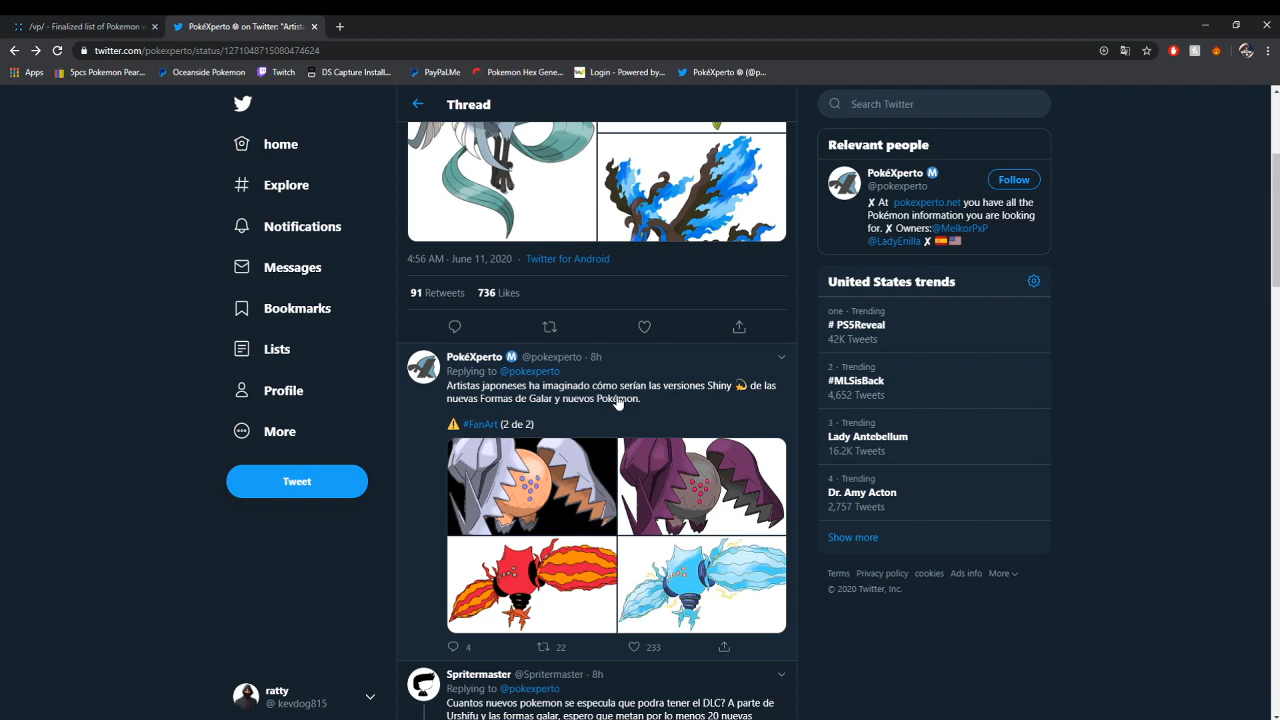 /vp/ - Finalized list of Pokemon w
PokéXperto Ⓜ on Twitter: "Artista
twitter.com/pokexperto/status/1271048715080474624
Apps
5pcs Pokemon Pear...
Oceanside Pokemon
Twitch
DS Capture Install...
PayPal.Me
Pokemon Hex Gene...
Login - Powered by...
PokéXperto Ⓜ (@p...
home
Explore
Notifications
Messages
Bookmarks
Lists
Profile
More
Tweet
ratty
@ kevdog815
Thread
4:56 AM · June 11, 2020 · Twitter for Android
91 Retweets 736 Likes
PokéXperto Ⓜ @pokexperto · 8h
Replying to @pokexperto
Artistas japoneses ha imaginado cómo serían las versiones Shiny 💫 de las
nuevas Formas de Galar y nuevos Pokémon.
⚠️ #FanArt (2 de 2)
4 22 233
Spritermaster @Spritermaster · 8h
Replying to @pokexperto
Cuantos nuevos pokemon se especula que podra tener el DLC? A parte de
Urshifu y las formas galar, espero que metan por lo menos 20 nuevas
Search Twitter
Relevant people
PokéXperto Ⓜ
@pokexperto
Follow
✘ At pokexperto.net you have all the
Pokémon information you are looking
for. ✘ Owners:@MelkorPxP
@LadyEnilla ✘ 🇪🇸🇺🇸
United States trends
one · Trending
# PS5Reveal
42K Tweets
2 · Trending
#MLSisBack
4,652 Tweets
3 · Trending
Lady Antebellum
16.2K Tweets
4 · Trending
Dr. Amy Acton
2,757 Tweets
Show more
Terms Privacy policy cookies Ads info More
© 2020 Twitter, Inc.